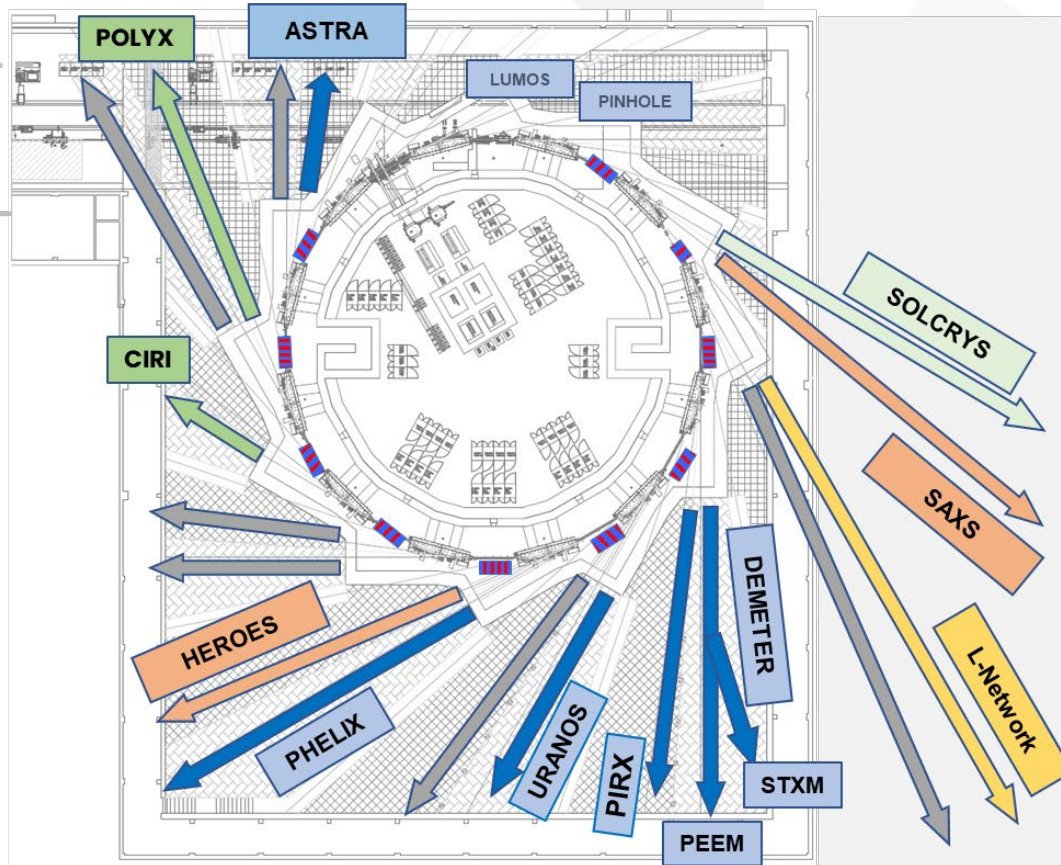 POLYX
ASTRA
LUMOS
PINHOLE
SOLCRYS
CIRI
SAXS
DEMETER
HEROES
L-Network
PHELIX
URANOS
PIRX
STXM
PEEM